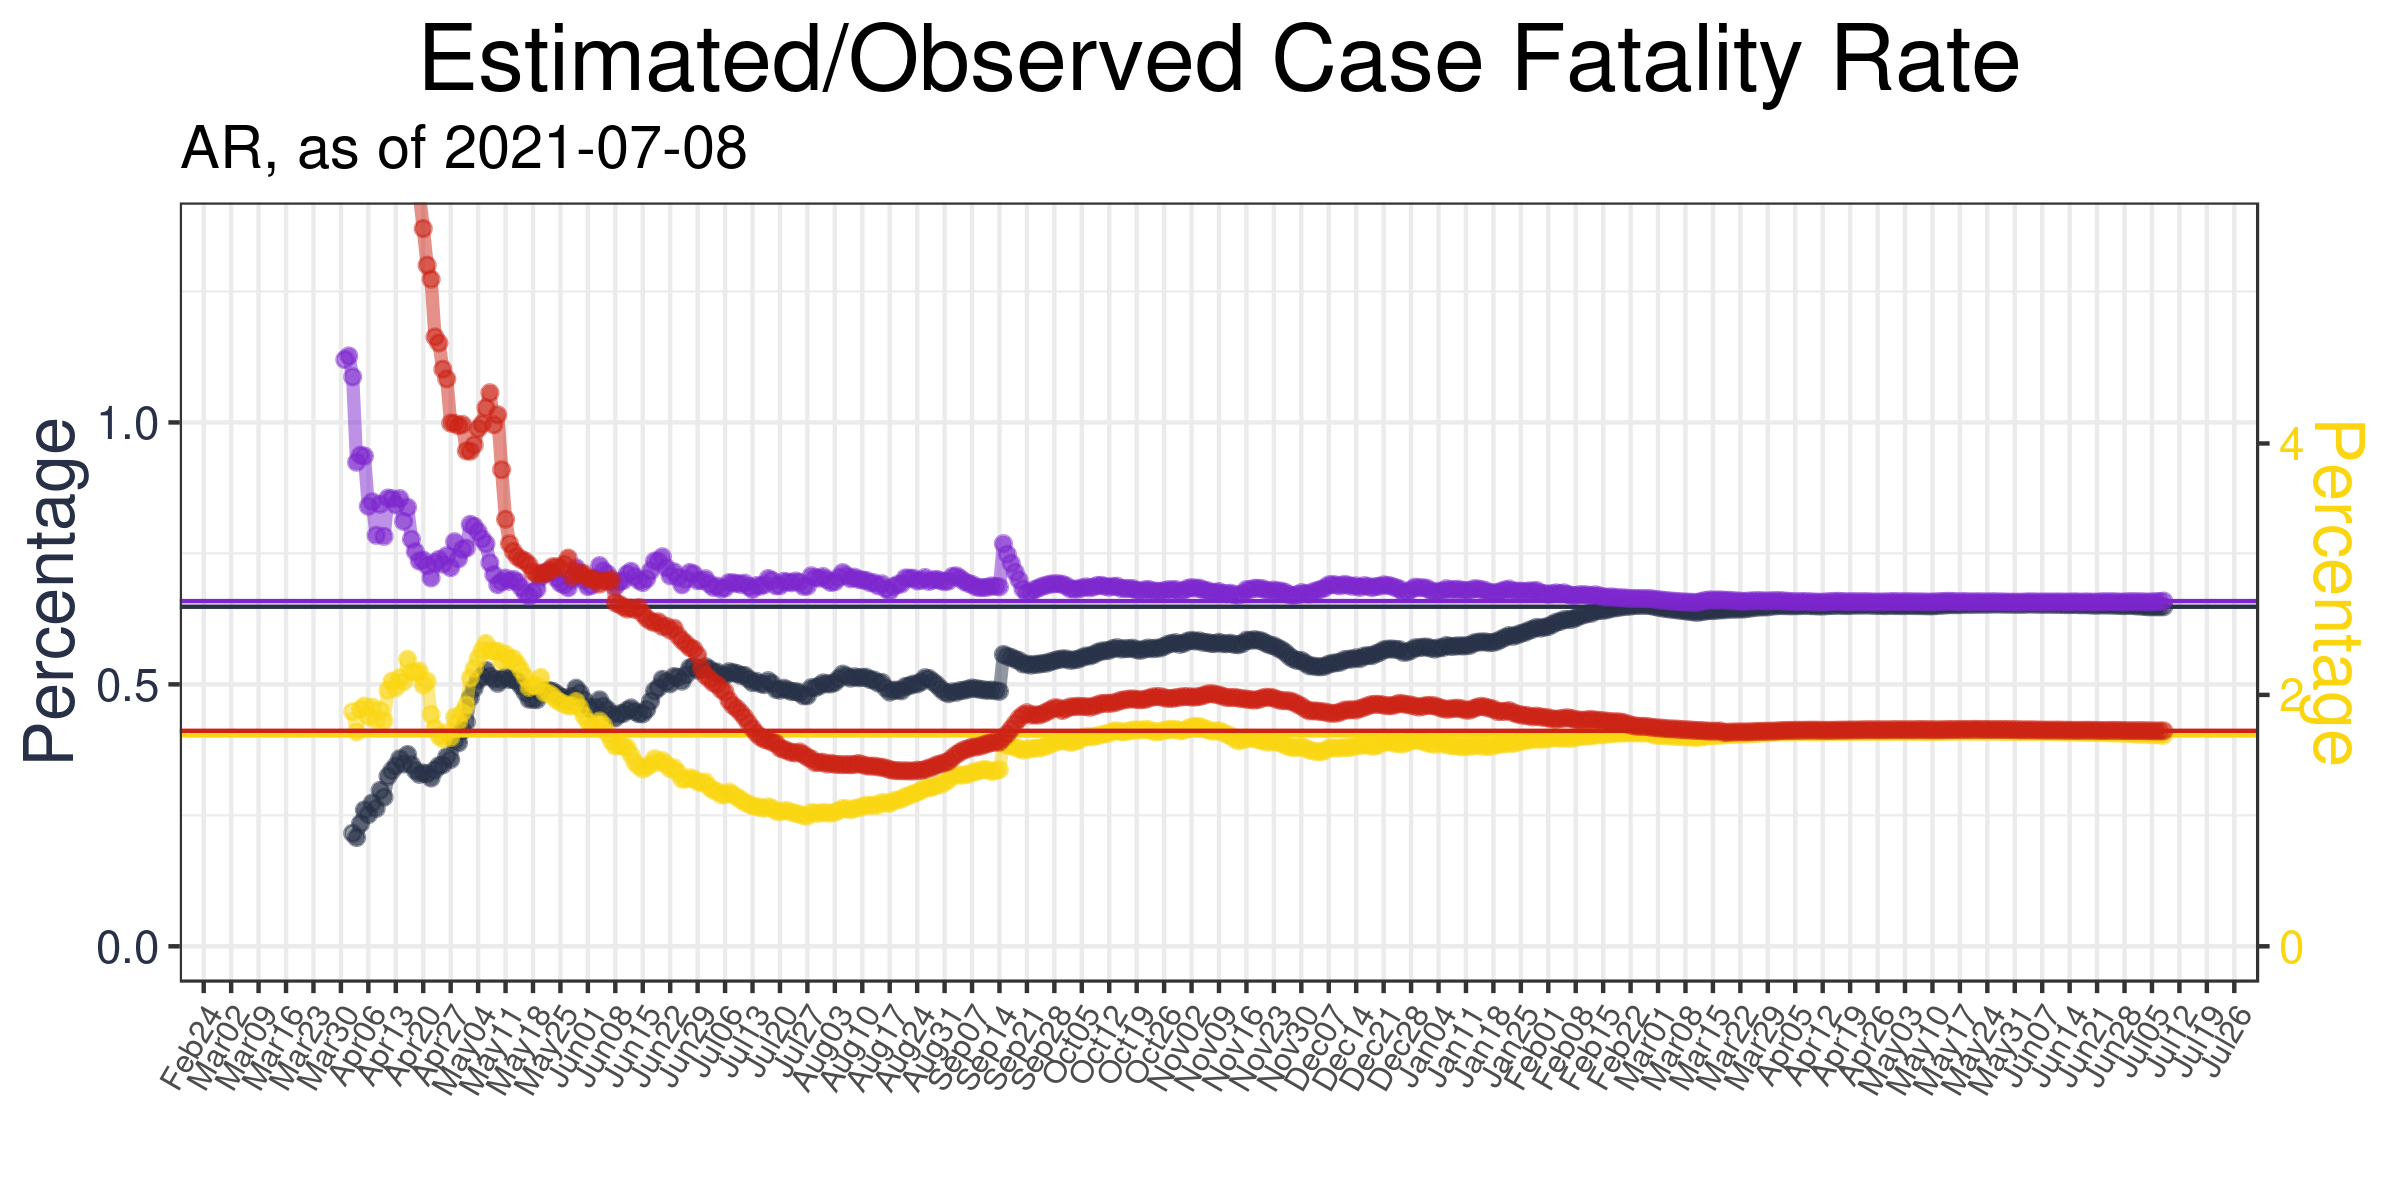 Estimated/Observed Case Fatality Rate
AR, as of 2021-07-08
Percentage
1.0
0.5
0.0
4
2
0
Percentage
Feb24 Mar02 Mar09 Mar16 Mar23 Mar30 Apr06 Apr13 Apr20 Apr27 May04 May11 May18 May25 Jun01 Jun08 Jun15 Jun22 Jun29 Jul06 Jul13 Jul20 Jul27 Aug03 Aug10 Aug17 Aug24 Aug31 Sep07 Sep14 Sep21 Sep28 Oct05 Oct12 Oct19 Oct26 Nov02 Nov09 Nov16 Nov23 Nov30 Dec07 Dec14 Dec21 Dec28 Jan04 Jan11 Jan18 Jan25 Feb01 Feb08 Feb15 Feb22 Mar01 Mar08 Mar15 Mar22 Mar29 Apr05 Apr12 Apr19 Apr26 May03 May10 May17 May24 May31 Jun07 Jun14 Jun21 Jun28 Jul05 Jul12 Jul19 Jul26